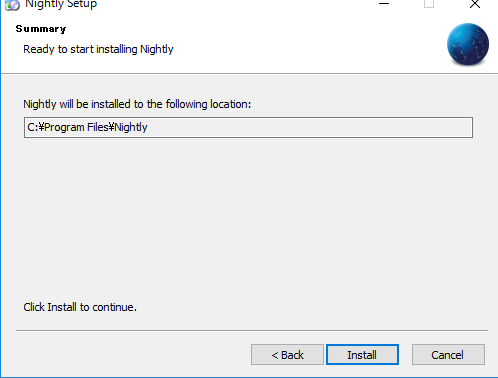 Nightly Setup
Summary
Ready to start installing Nightly
Nightly will be installed to the following location:
C:¥Program Files¥Nightly
Click Install to continue.
< Back
Install
Cancel